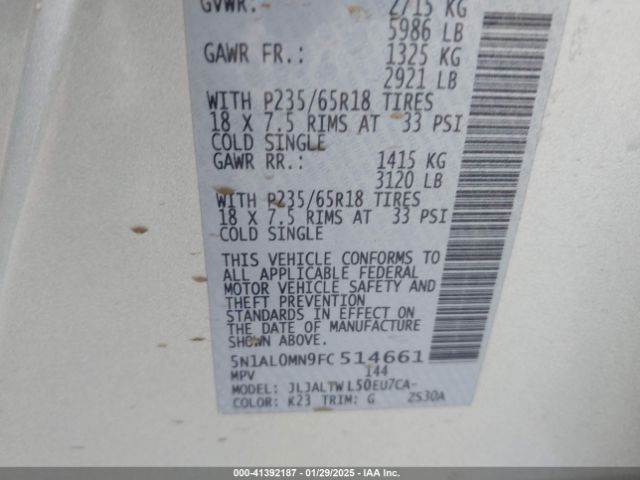 GVWR: 2715 KG
5986 LB
GAWR FR.: 1325 KG
2921 LB
WITH P235/65R18 TIRES
18 X 7.5 RIMS AT 33 PSI
COLD SINGLE
GAWR RR.: 1415 KG
3120 LB
WITH P235/65R18 TIRES
18 X 7.5 RIMS AT 33 PSI
COLD SINGLE
THIS VEHICLE CONFORMS TO
ALL APPLICABLE FEDERAL
MOTOR VEHICLE SAFETY AND
THEFT PREVENTION
STANDARDS IN EFFECT ON
THE DATE OF MANUFACTURE
SHOWN ABOVE.
5N1AL0MN9FC514661
MPV 144
MODEL: JLJALTWL50EU7CA-
COLOR: K23 TRIM: G ZS30A
000-41392187 - 01/29/2025 - IAA Inc.